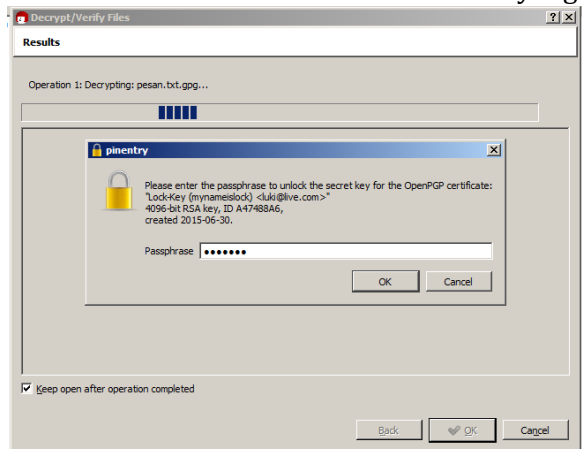 Decrypt/Verify Files
Results
Operation 1: Decrypting: pesan.txt.gpg...
pinentry
Please enter the passphrase to unlock the secret key for the OpenPGP certificate:
"Lock-Key (mynameislock) <luki@live.com>"
4096-bit RSA key, ID A47488A6,
created 2015-06-30.
Passphrase •••••••
OK Cancel
Keep open after operation completed
Back OK Cancel